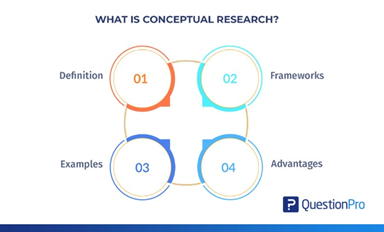 WHAT IS CONCEPTUAL RESEARCH?
Definition
01
02
Frameworks
Examples
03
04
Advantages
? QuestionPro